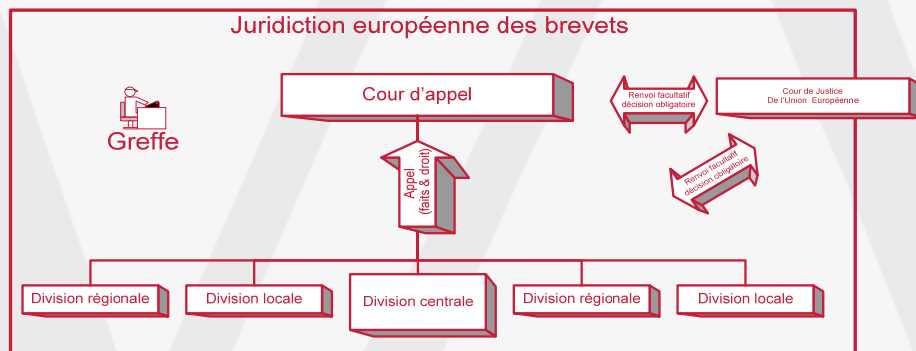 Juridiction européenne des brevets
Cour d'appel
Renvoi facultatif
décision obligatoire
Cour de Justice
De l'Union Européenne
Greffe
Appel
(faits & droit)
Renvoi facultatif
décision obligatoire
Division régionale
Division locale
Division centrale
Division régionale
Division locale